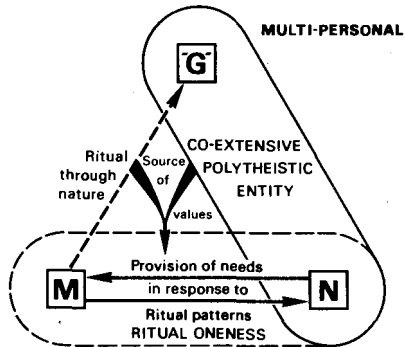 MULTI-PERSONAL
"G"
Ritual
through
nature
Source
of
values
CO-EXTENSIVE
POLYTHEISTIC
ENTITY
Provision of needs
M
in response to
N
Ritual patterns
RITUAL ONENESS